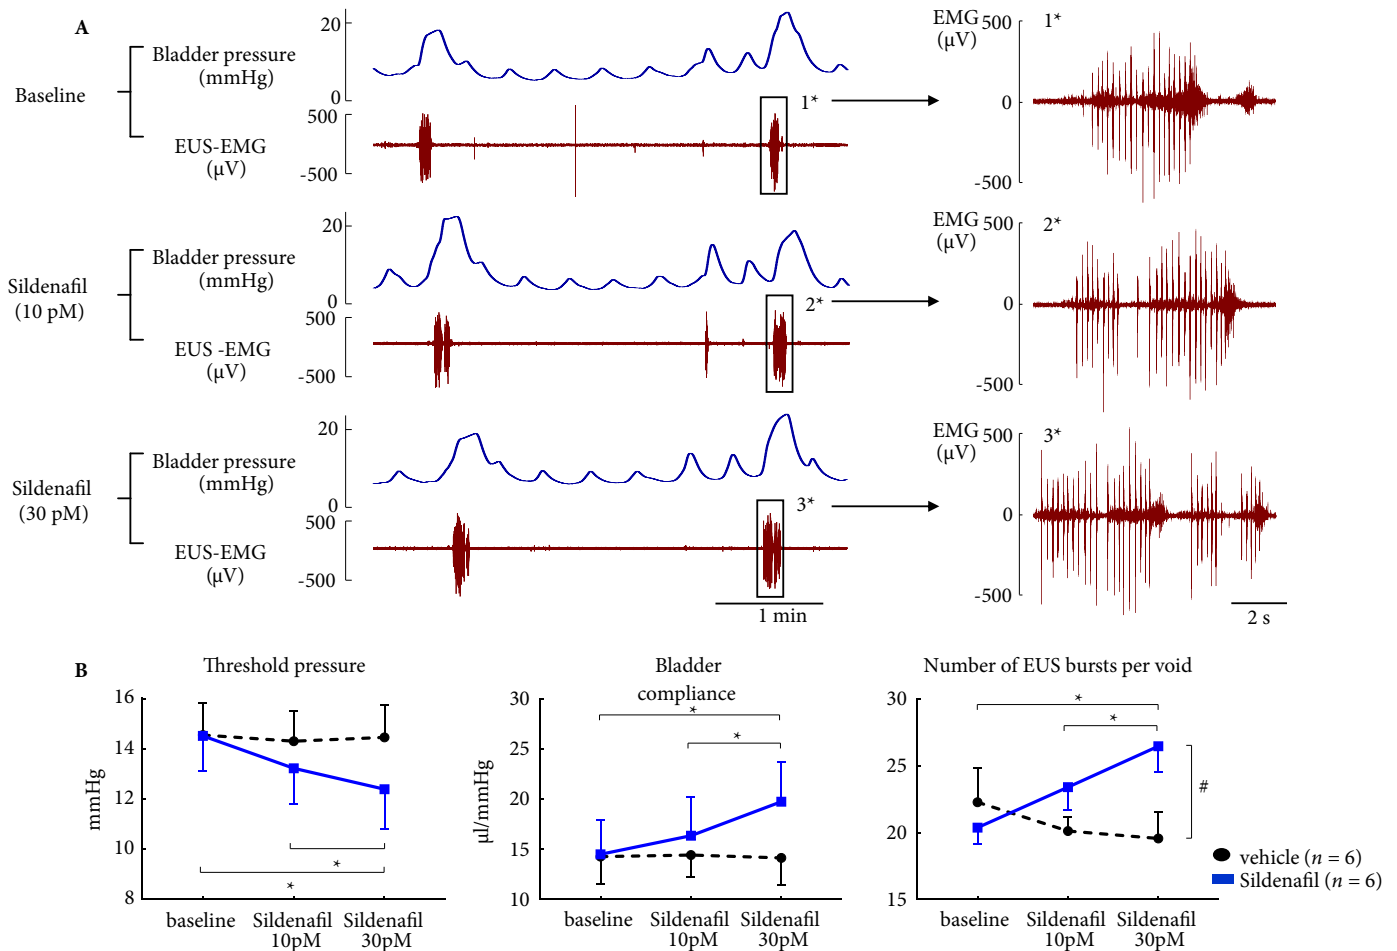 A
Baseline
Bladder pressure
(mmHg)
20
0
EUS-EMG
(μV)
500
-500
1*
EMG
(μV)
500
0
-500
1*
Sildenafil
(10 pM)
Bladder pressure
(mmHg)
20
0
EUS -EMG
(μV)
500
-500
2*
EMG
(μV)
500
0
-500
2*
Sildenafil
(30 pM)
Bladder pressure
(mmHg)
20
0
EUS-EMG
(μV)
500
-500
3*
1 min
EMG
(μV)
500
0
-500
3*
2 s
B
Threshold pressure
mmHg
16
14
12
10
8
*
*
baseline
Sildenafil
10pM
Sildenafil
30pM
Bladder
compliance
μl/mmHg
30
25
20
15
10
*
*
baseline
Sildenafil
10pM
Sildenafil
30pM
Number of EUS bursts per void
30
25
20
15
*
*
#
baseline
Sildenafil
10pM
Sildenafil
30pM
vehicle (n = 6)
Sildenafil (n = 6)